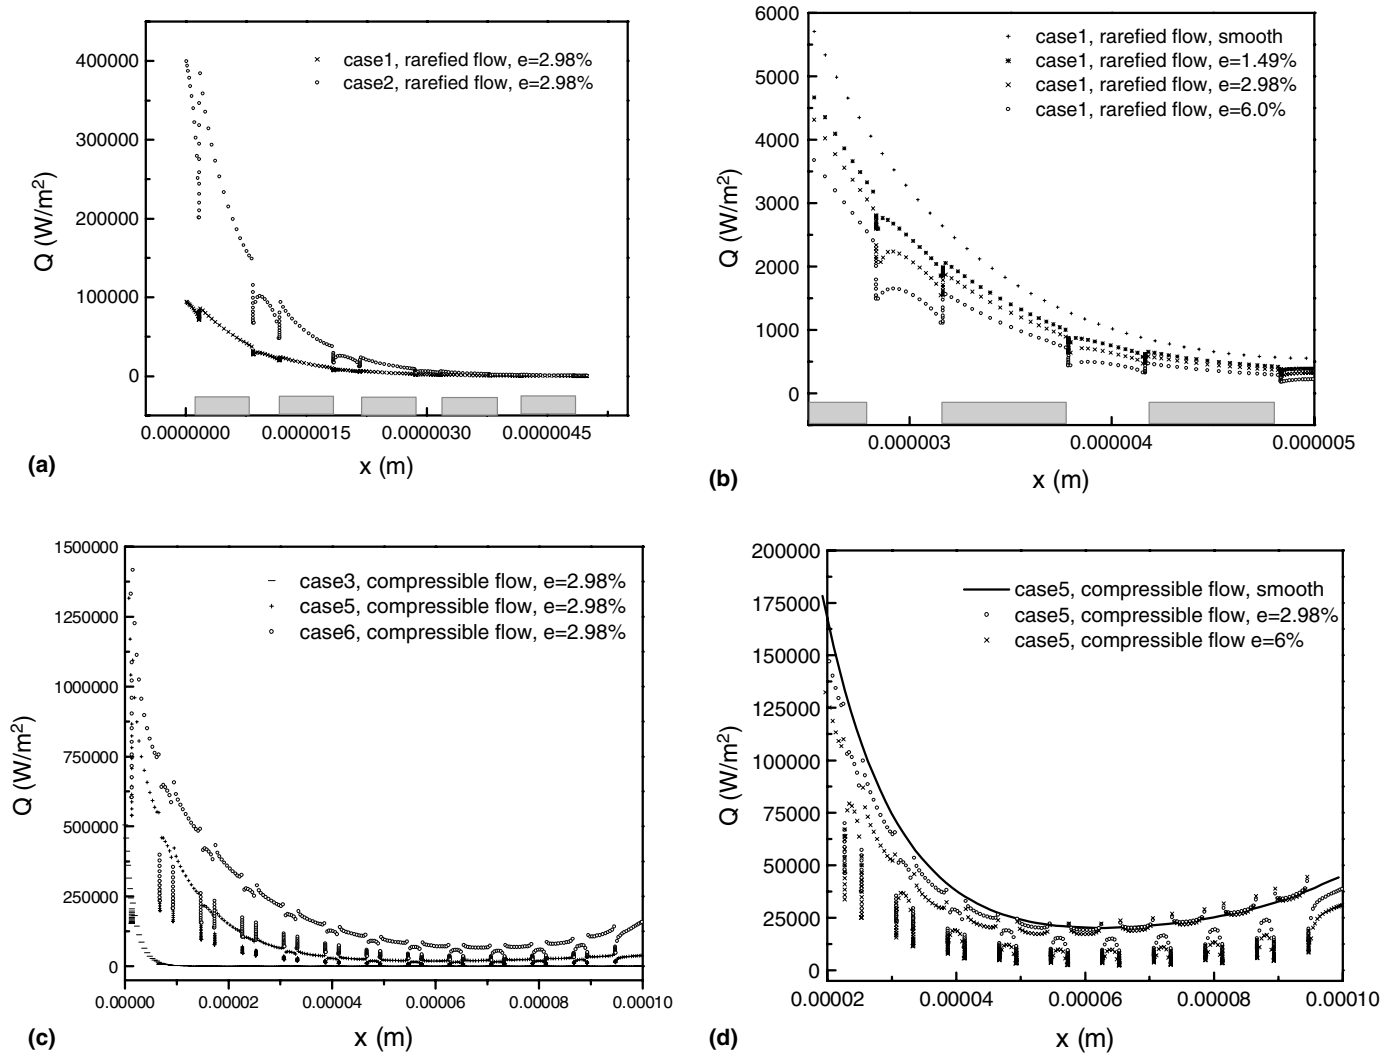 case1, rarefied flow, e=2.98%
case2, rarefied flow, e=2.98%
400000
300000
200000
100000
0
Q (W/m²)
0.0000000
0.0000015
0.0000030
0.0000045
x (m)
(a)
case1, rarefied flow, smooth
case1, rarefied flow, e=1.49%
case1, rarefied flow, e=2.98%
case1, rarefied flow, e=6.0%
6000
5000
4000
3000
2000
1000
0
Q (W/m²)
0.000003
0.000004
0.000005
x (m)
(b)
case3, compressible flow, e=2.98%
case5, compressible flow, e=2.98%
case6, compressible flow, e=2.98%
1500000
1250000
1000000
750000
500000
250000
0
Q (W/m²)
0.00000
0.00002
0.00004
0.00006
0.00008
0.00010
x (m)
(c)
case5, compressible flow, smooth
case5, compressible flow, e=2.98%
case5, compressible flow e=6%
200000
175000
150000
125000
100000
75000
50000
25000
0
Q (W/m²)
0.00002
0.00004
0.00006
0.00008
0.00010
x (m)
(d)